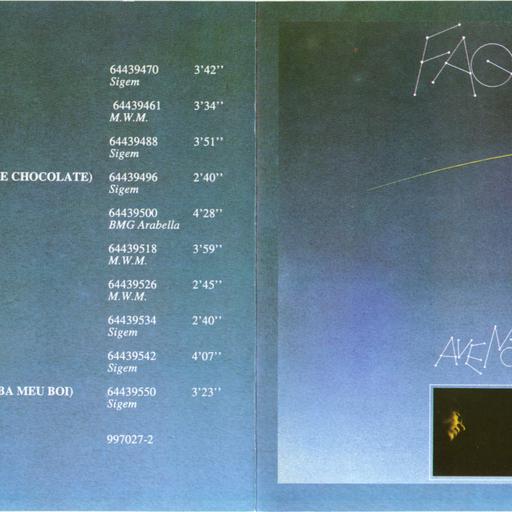 64439470 3'42''
Sigem
64439461 3'34''
M.W.M.
64439488 3'51''
Sigem
E CHOCOLATE) 64439496 2'40''
Sigem
64439500 4'28''
BMG Arabella
64439518 3'59''
M.W.M.
64439526 2'45''
M.W.M.
64439534 2'40''
Sigem
64439542 4'07''
Sigem
BA MEU BOI) 64439550 3'23''
Sigem
997027-2
FAG
AVE N